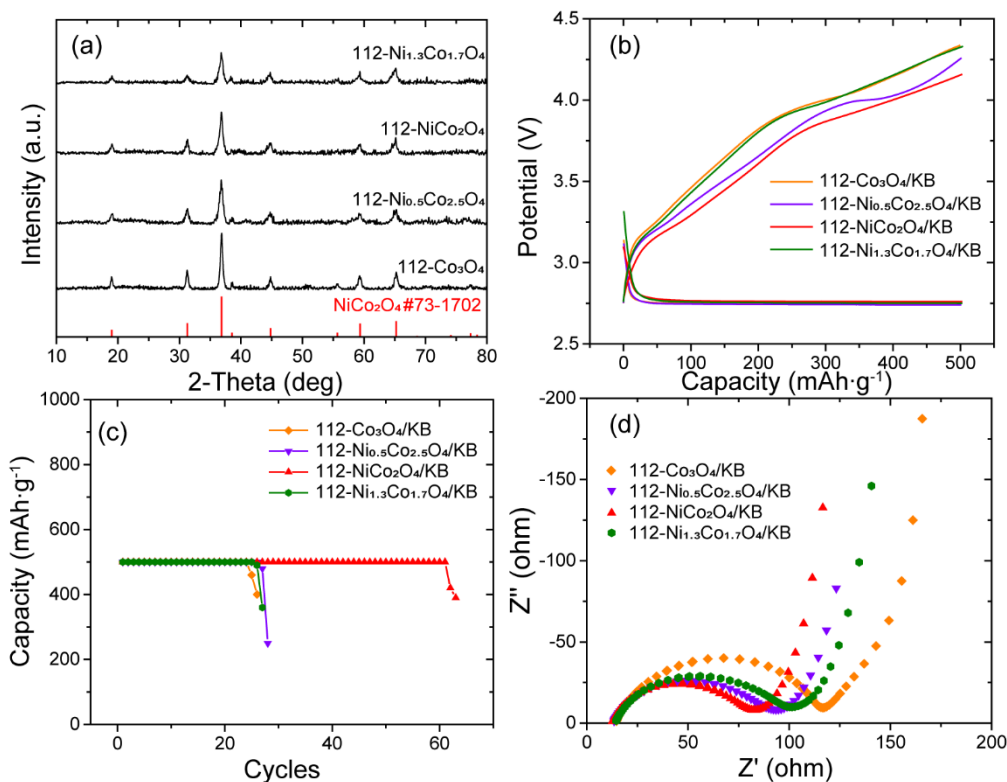 (a)
112-Ni₁.₃Co₁.₇O₄
112-NiCo₂O₄
112-Ni₀.₅Co₂.₅O₄
112-Co₃O₄
NiCo₂O₄#73-1702
Intensity (a.u.)
10 20 30 40 50 60 70 80
2-Theta (deg)
(b)
4.5
4.0
3.5
3.0
2.5
Potential (V)
112-Co₃O₄/KB
112-Ni₀.₅Co₂.₅O₄/KB
112-NiCo₂O₄/KB
112-Ni₁.₃Co₁.₇O₄/KB
0 100 200 300 400 500
Capacity (mAh·g⁻¹)
(c)
1000
800
600
400
200
0
Capacity (mAh·g⁻¹)
112-Co₃O₄/KB
112-Ni₀.₅Co₂.₅O₄/KB
112-NiCo₂O₄/KB
112-Ni₁.₃Co₁.₇O₄/KB
0 20 40 60
Cycles
(d)
-200
-150
-100
-50
0
Z'' (ohm)
112-Co₃O₄/KB
112-Ni₀.₅Co₂.₅O₄/KB
112-NiCo₂O₄/KB
112-Ni₁.₃Co₁.₇O₄/KB
0 50 100 150 200
Z' (ohm)